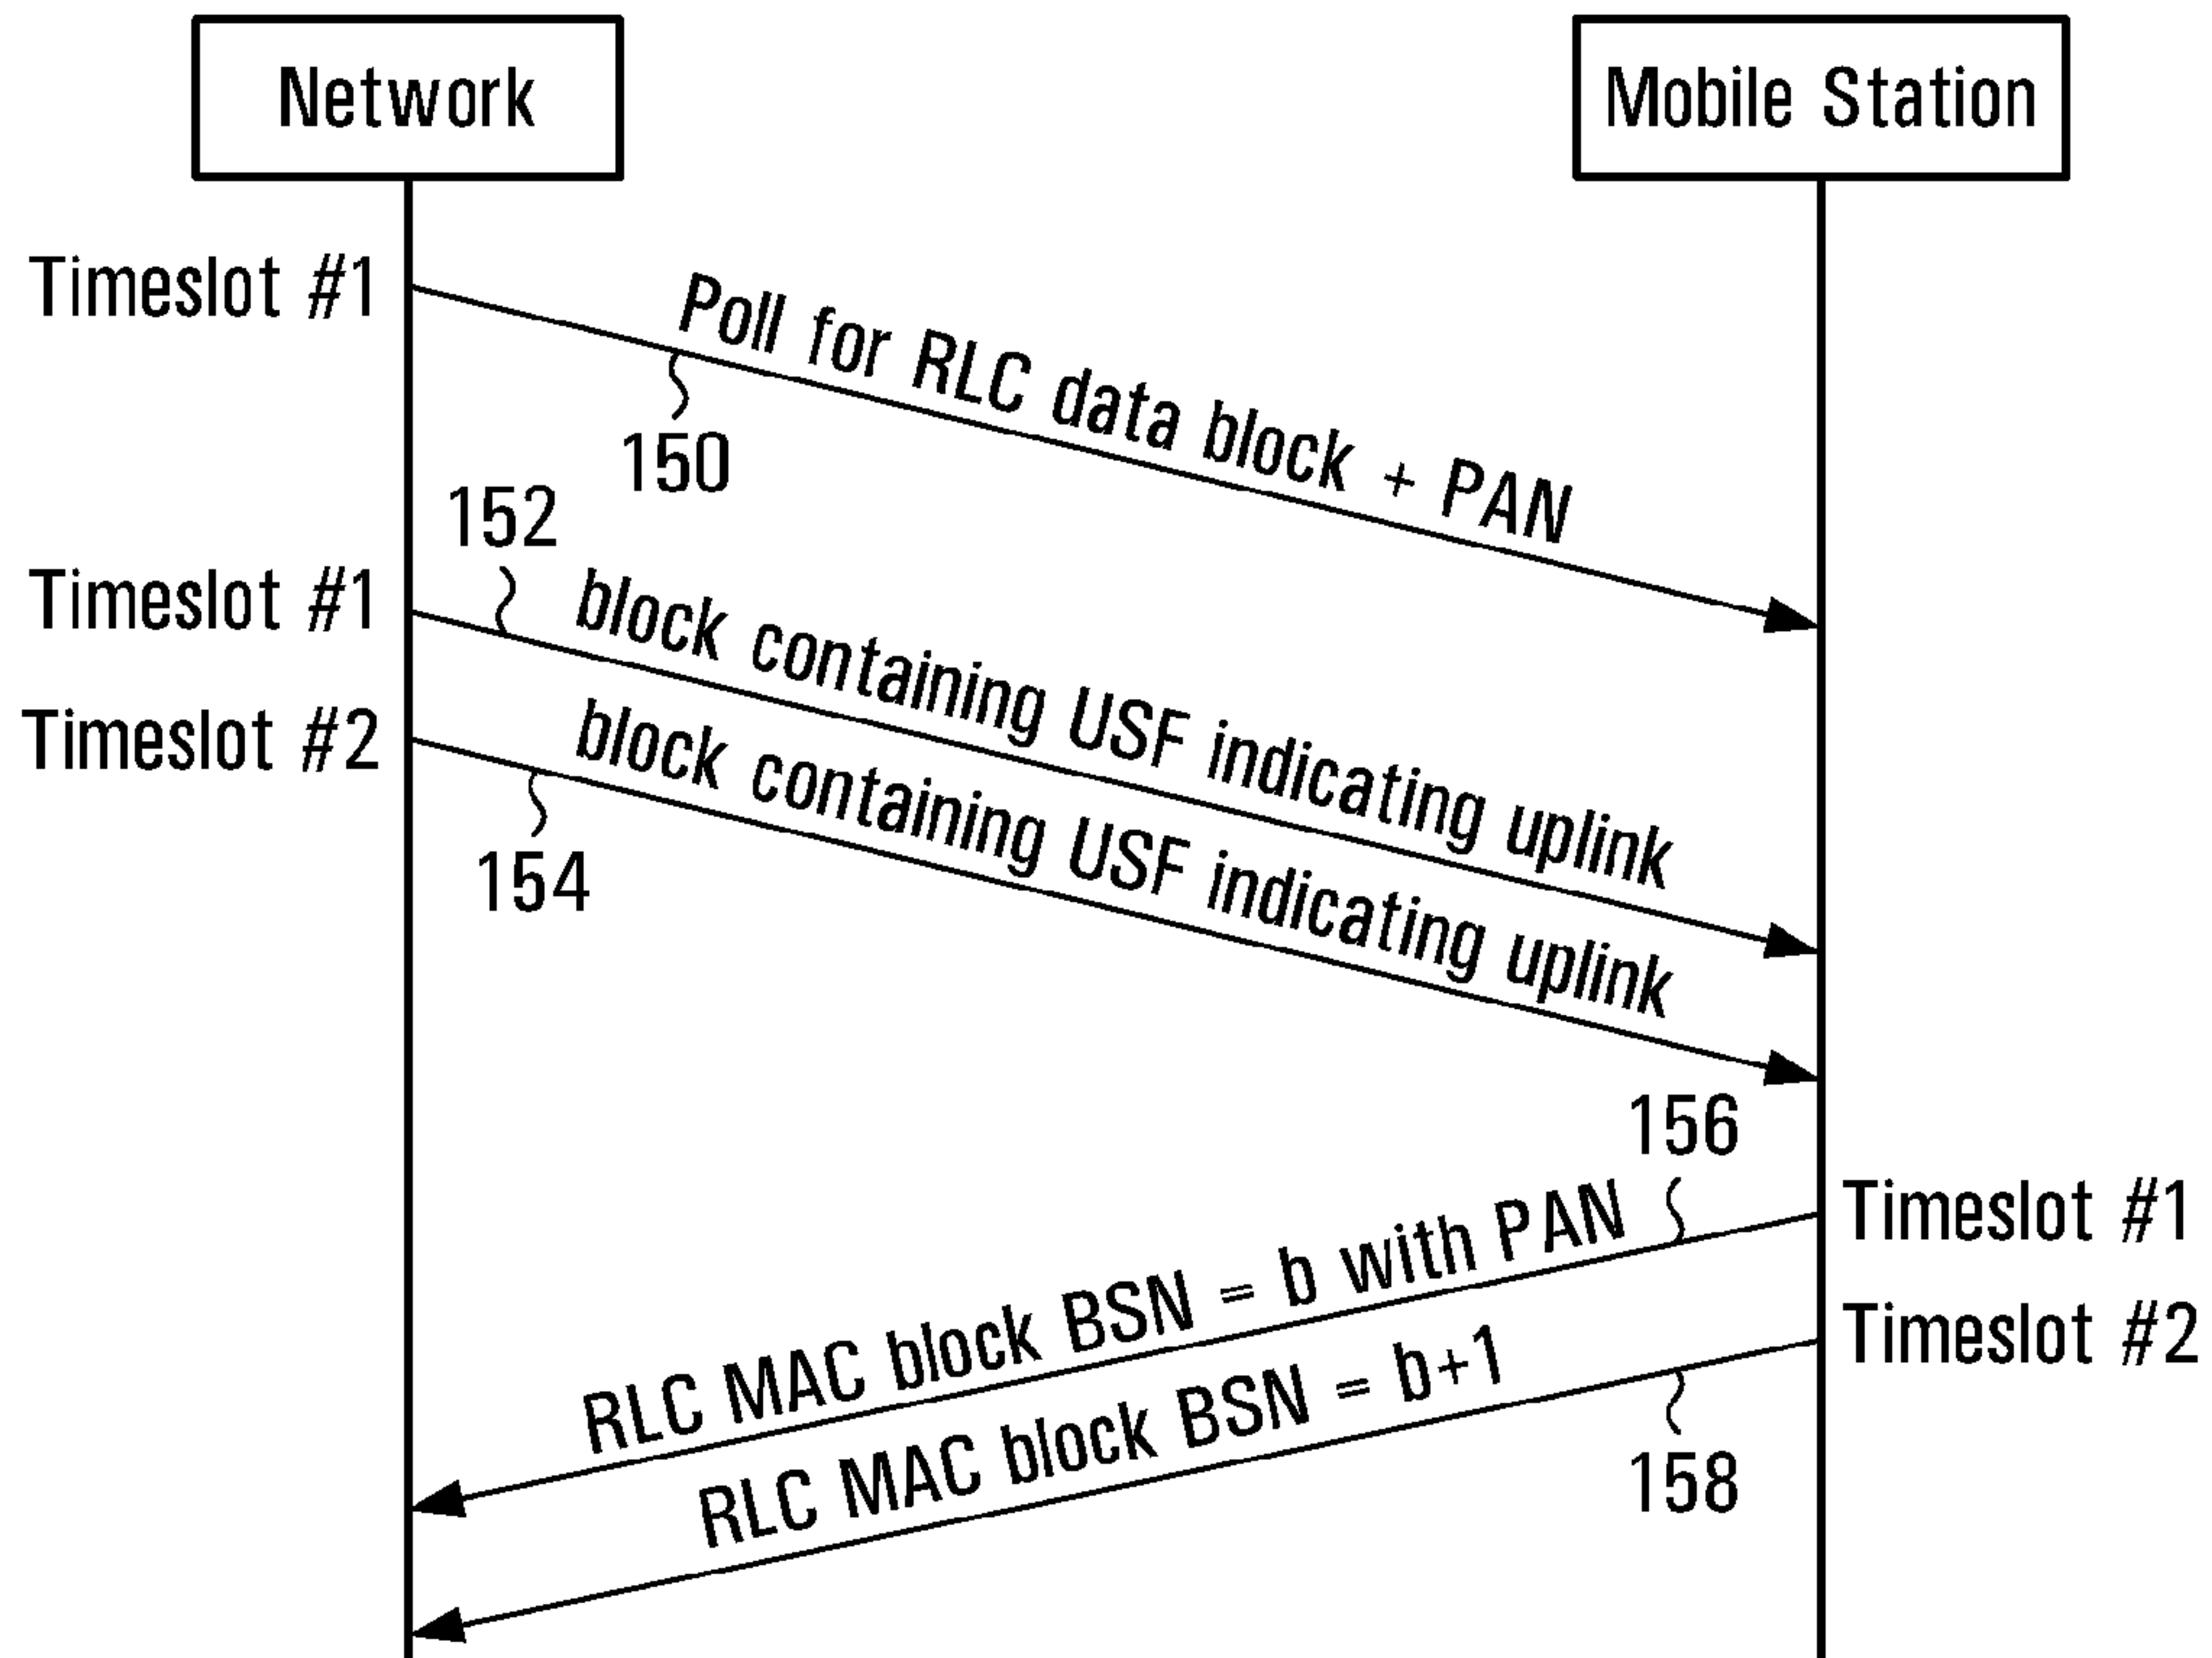 Network
Mobile Station
Timeslot #1
Poll for RLC data block + PAN
150
152
Timeslot #1
block containing USF indicating uplink
Timeslot #2
block containing USF indicating uplink
154
156
Timeslot #1
RLC MAC block BSN = b with PAN
Timeslot #2
RLC MAC block BSN = b+1
158